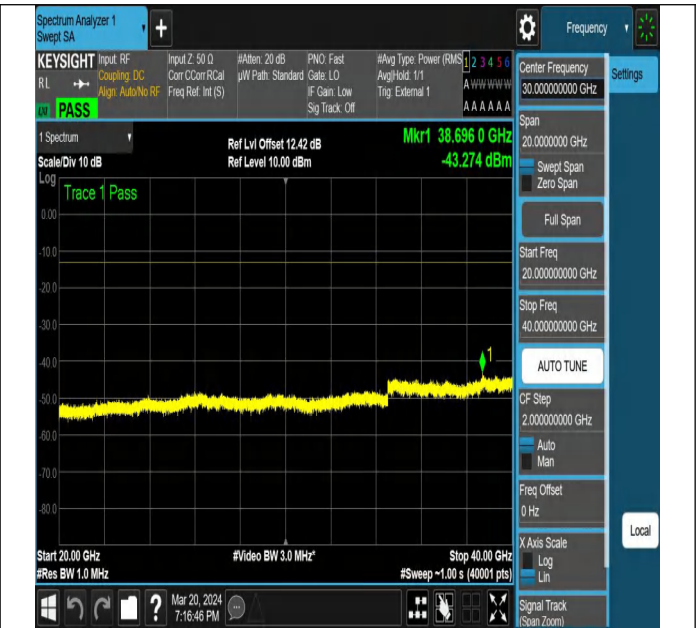 Spectrum Analyzer 1
Swept SA
+
Frequency
KEYSIGHT
RL
PASS
Input: RF
Coupling: DC
Align: Auto/No RF
Input Z: 50 Ω
Corr CCorr RCal
Freq Ref: Int (S)
#Atten: 20 dB
µW Path: Standard
PNO: Fast
Gate: LO
IF Gain: Low
Sig Track: Off
#Avg Type: Power (RMS
Avg|Hold: 1/1
Trig: External 1
1 2 3 4 5 6
A W W W W W
A A A A A A
Settings
1 Spectrum
Scale/Div 10 dB
Log
Ref Lvl Offset 12.42 dB
Ref Level 10.00 dBm
Mkr1 38.696 0 GHz
-43.274 dBm
Trace 1 Pass
0.00
-10.0
-20.0
-30.0
-40.0
-50.0
-60.0
-70.0
-80.0
1
Start 20.00 GHz
#Res BW 1.0 MHz
#Video BW 3.0 MHz*
Stop 40.00 GHz
#Sweep ~1.00 s (40001 pts)
Center Frequency
30.000000000 GHz
Span
20.0000000 GHz
Swept Span
Zero Span
Full Span
Start Freq
20.000000000 GHz
Stop Freq
40.000000000 GHz
AUTO TUNE
CF Step
2.000000000 GHz
Auto
Man
Freq Offset
0 Hz
X Axis Scale
Log
Lin
Signal Track
(Span Zoom)
Local
?
Mar 20, 2024
7:16:46 PM